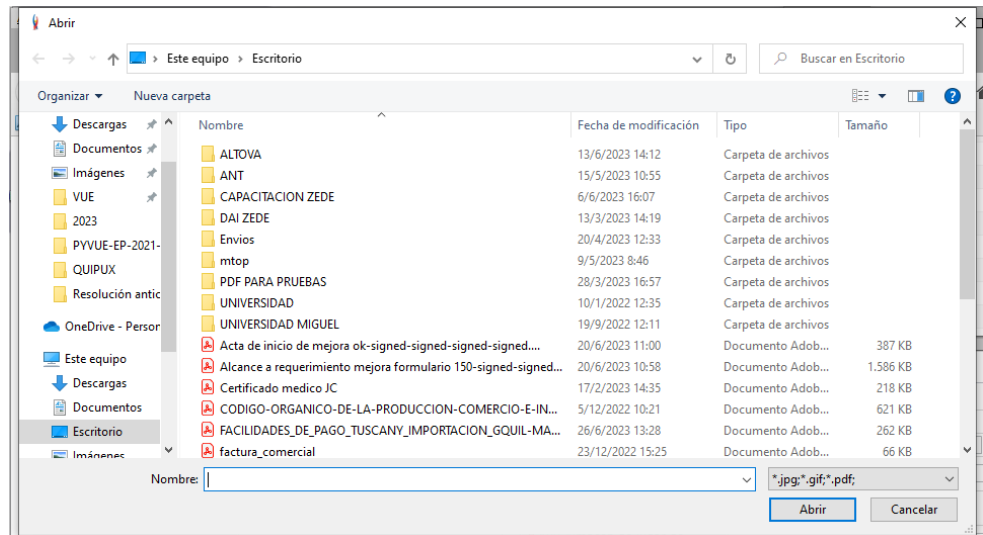 Abrir
Este equipo > Escritorio
Buscar en Escritorio
Organizar
Nueva carpeta
Descargas
Documentos
Imágenes
VUE
2023
PYVUE-EP-2021-
QUIPUX
Resolución antic
OneDrive - Person
Este equipo
Descargas
Documentos
Escritorio
Imágenes
Nombre Fecha de modificación Tipo Tamaño
ALTOVA 13/6/2023 14:12 Carpeta de archivos
ANT 15/5/2023 10:55 Carpeta de archivos
CAPACITACION ZEDE 6/6/2023 16:07 Carpeta de archivos
DAI ZEDE 13/3/2023 14:19 Carpeta de archivos
Envios 20/4/2023 12:33 Carpeta de archivos
mtop 9/5/2023 8:46 Carpeta de archivos
PDF PARA PRUEBAS 28/3/2023 16:57 Carpeta de archivos
UNIVERSIDAD 10/1/2022 12:35 Carpeta de archivos
UNIVERSIDAD MIGUEL 19/9/2022 12:11 Carpeta de archivos
Acta de inicio de mejora ok-signed-signed-signed-signed.... 20/6/2023 11:00 Documento Adob... 387 KB
Alcance a requerimiento mejora formulario 150-signed-signed... 20/6/2023 10:58 Documento Adob... 1.586 KB
Certificado medico JC 17/2/2023 14:35 Documento Adob... 218 KB
CODIGO-ORGANICO-DE-LA-PRODUCCION-COMERCIO-E-IN... 5/12/2022 10:21 Documento Adob... 621 KB
FACILIDADES_DE_PAGO_TUSCANY_IMPORTACION_GQUIL-MA... 26/6/2023 13:28 Documento Adob... 262 KB
factura_comercial 23/12/2022 15:25 Documento Adob... 66 KB
Nombre:
*.jpg;*.gif;*.pdf;
Abrir
Cancelar